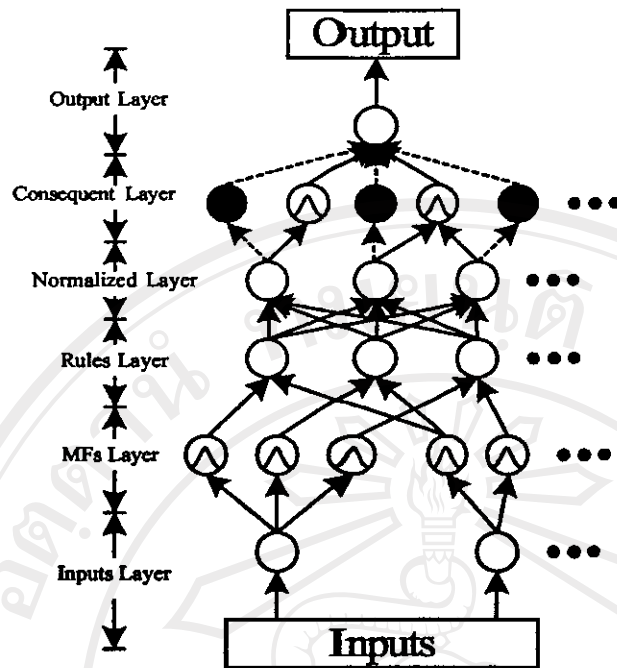 Output
Output Layer
Consequent Layer
Normalized Layer
Rules Layer
MFs Layer
Inputs Layer
Inputs